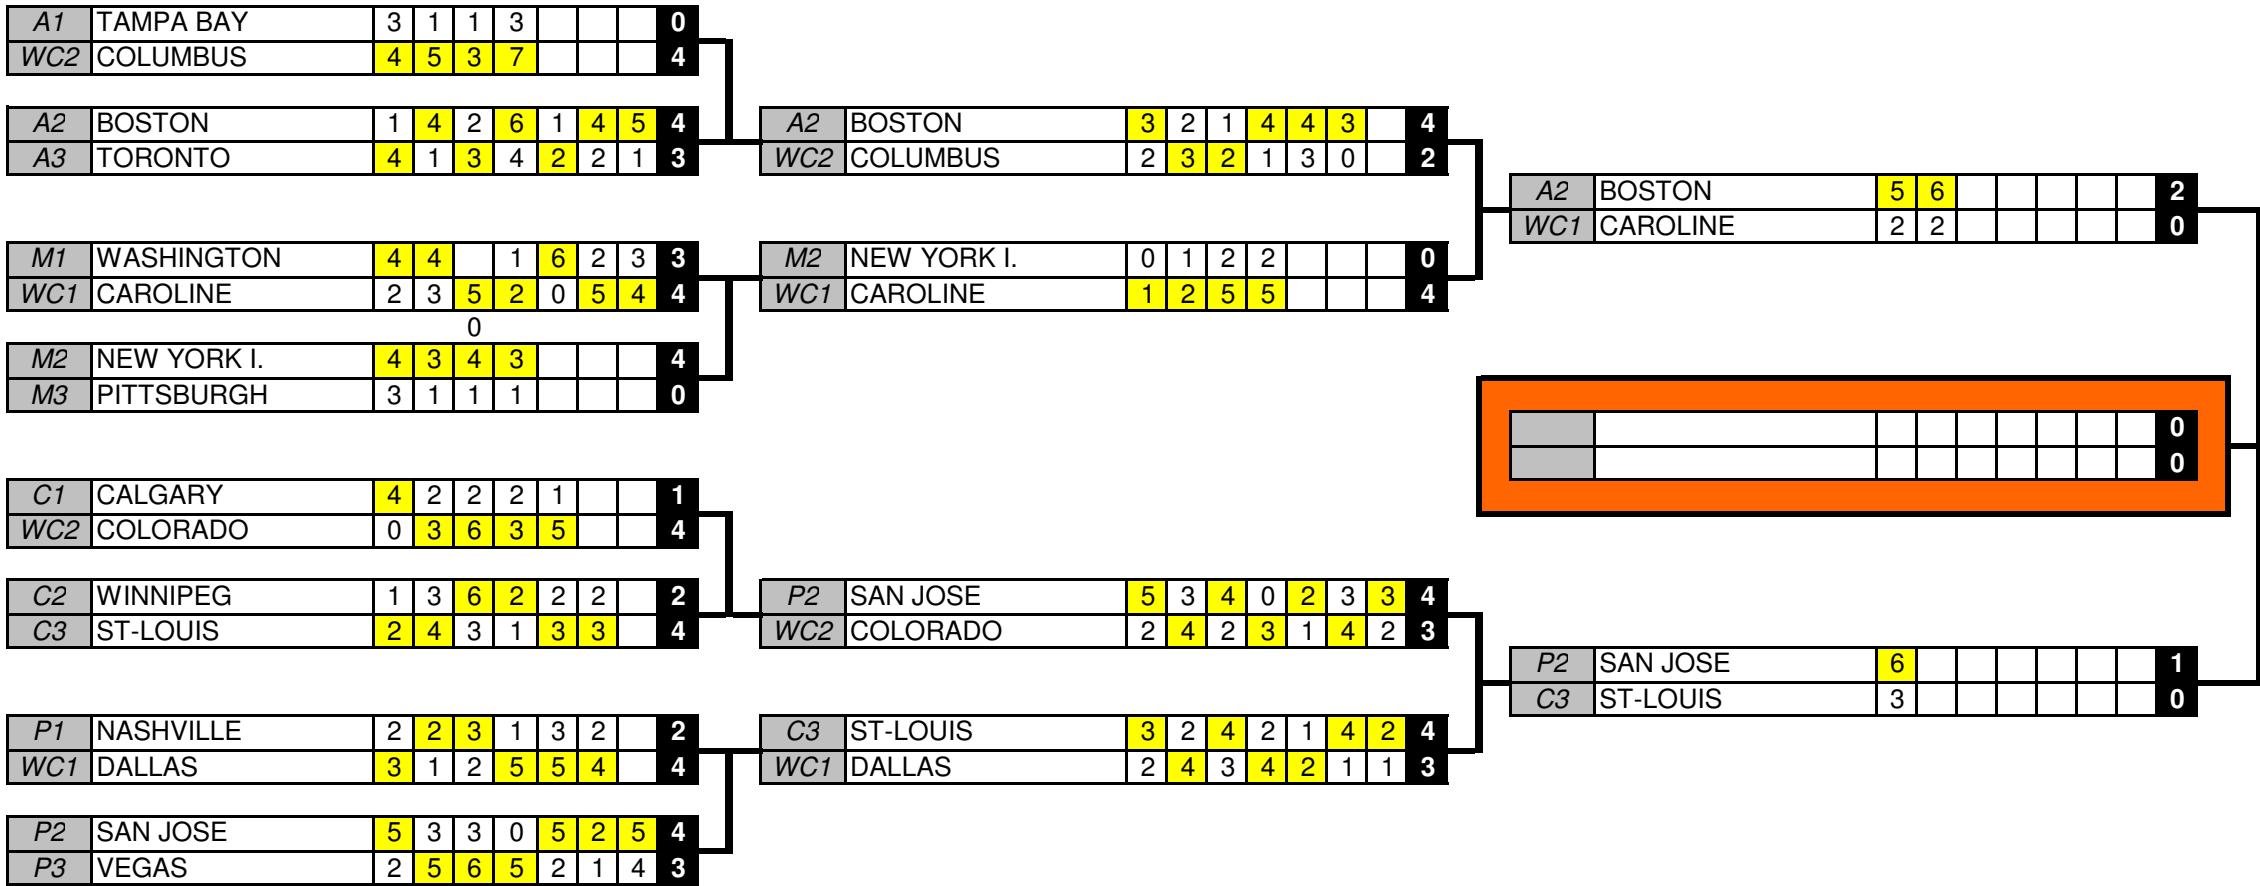 A1 TAMPA BAY 3 1 1 3 0
WC2 COLUMBUS 4 5 3 7 4
A2 BOSTON 1 4 2 6 1 4 5 4
A3 TORONTO 4 1 3 4 2 2 1 3
M1 WASHINGTON 4 4 1 6 2 3 3
WC1 CAROLINE 2 3 5 2 0 5 4 4
0
M2 NEW YORK I. 4 3 4 3 4
M3 PITTSBURGH 3 1 1 1 0
C1 CALGARY 4 2 2 2 1 1
WC2 COLORADO 0 3 6 3 5 4
C2 WINNIPEG 1 3 6 2 2 2 2
C3 ST-LOUIS 2 4 3 1 3 3 4
P1 NASHVILLE 2 2 3 1 3 2 2
WC1 DALLAS 3 1 2 5 5 4 4
P2 SAN JOSE 5 3 3 0 5 2 5 4
P3 VEGAS 2 5 6 5 2 1 4 3
A2 BOSTON 3 2 1 4 4 3 4
WC2 COLUMBUS 2 3 2 1 3 0 2
M2 NEW YORK I. 0 1 2 2 0
WC1 CAROLINE 1 2 5 5 4
P2 SAN JOSE 5 3 4 0 2 3 3 4
WC2 COLORADO 2 4 2 3 1 4 2 3
C3 ST-LOUIS 3 2 4 2 1 4 2 4
WC1 DALLAS 2 4 3 4 2 1 1 3
A2 BOSTON 5 6 2
WC1 CAROLINE 2 2 0
0
0
P2 SAN JOSE 6 1
C3 ST-LOUIS 3 0